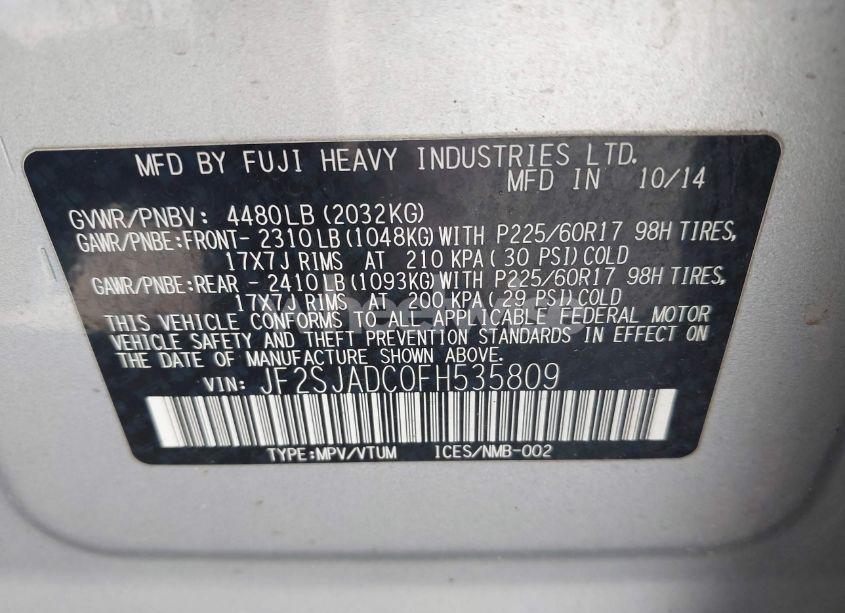 MFD BY FUJI HEAVY INDUSTRIES LTD.
MFD IN 10/14
GVWR/PNBV: 4480LB (2032KG)
GAWR/PNBE:FRONT- 2310LB (1048KG) WITH P225/60R17 98H TIRES,
17X7J RIMS AT 210 KPA (30 PSI) COLD
GAWR/PNBE:REAR - 2410LB (1093KG) WITH P225/60R17 98H TIRES,
17X7J RIMS AT 200 KPA (29 PSI) COLD
THIS VEHICLE CONFORMS TO ALL APPLICABLE FEDERAL MOTOR
VEHICLE SAFETY AND THEFT PREVENTION STANDARDS IN EFFECT ON
THE DATE OF MANUFACTURE SHOWN ABOVE.
VIN: JF2SJADC0FH535809
TYPE:MPV/VTUM ICES/NMB-002